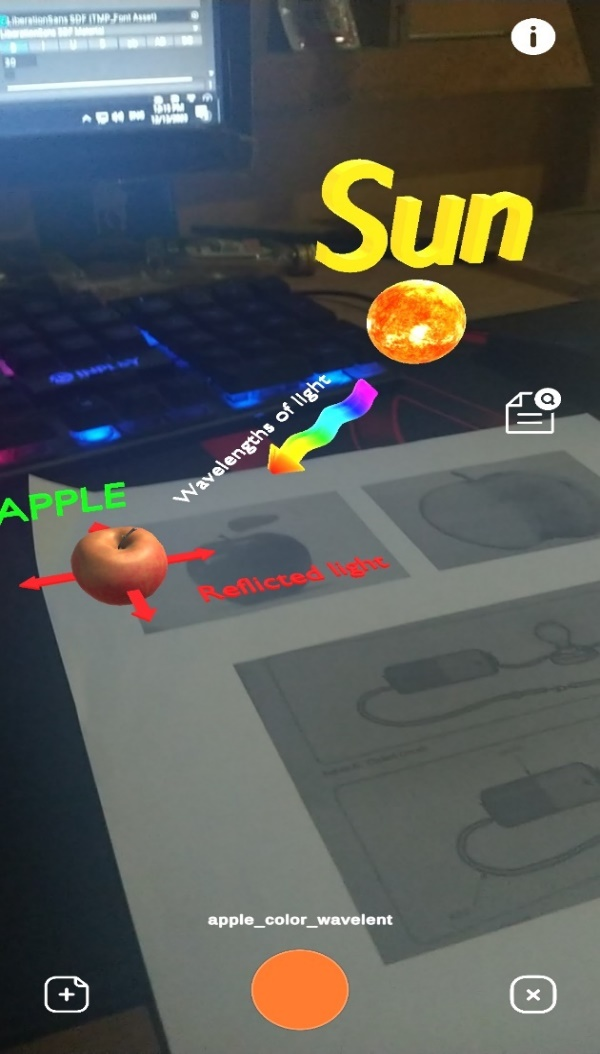 LiberationSans SDF (TMP_Font Asset)
LiberationSans SDF Material
Sun
Wavelengths of light
APPLE
Reflicted light
apple_color_wavelent